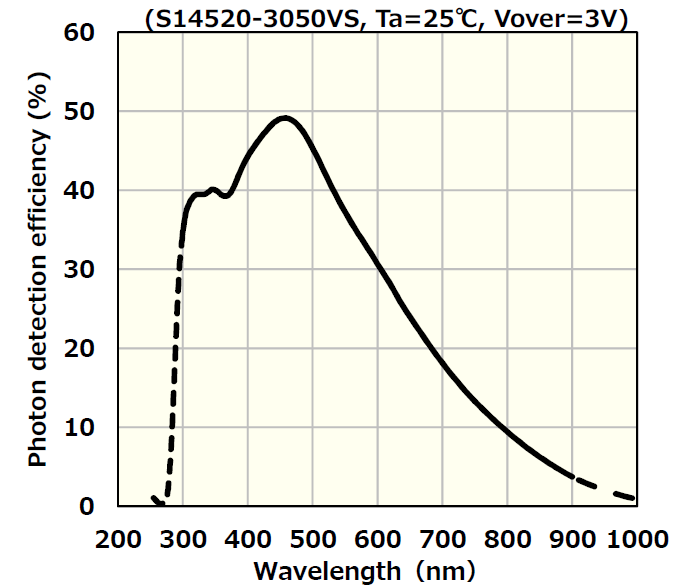 (S14520-3050VS, Ta=25℃, Vover=3V)
60
50
40
30
20
10
0
Photon detection efficiency (%)
200 300 400 500 600 700 800 900 1000
Wavelength (nm)